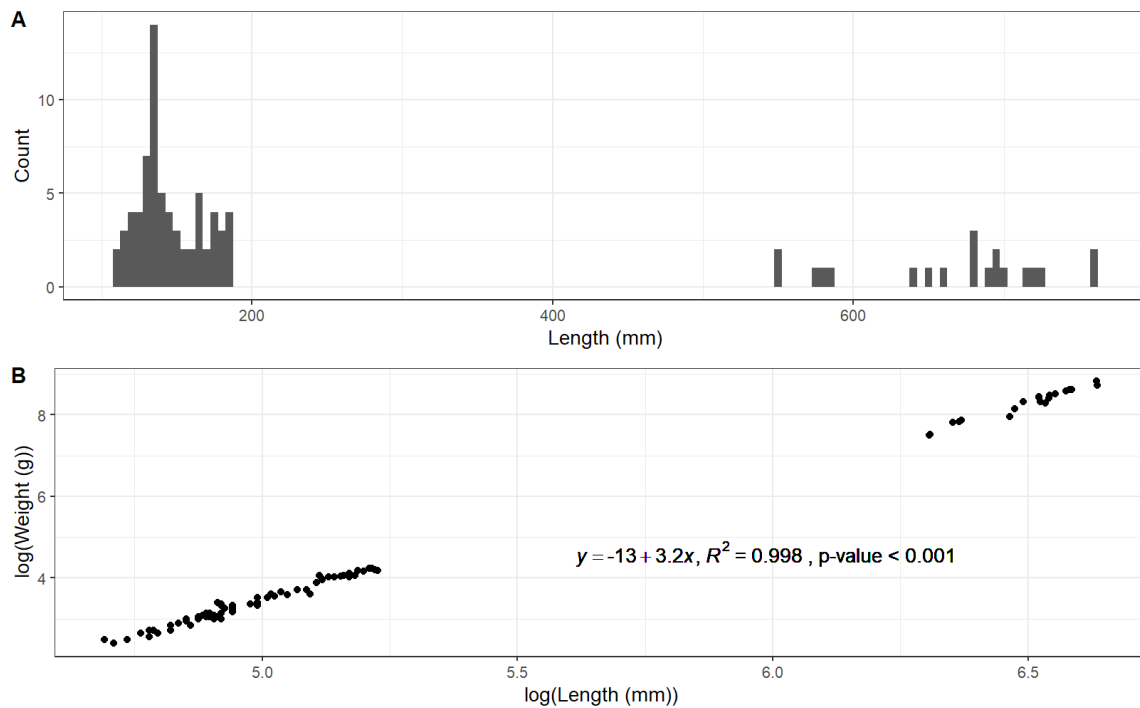 A
Count
10
5
0
200
400
600
Length (mm)
B
log(Weight (g))
8
6
4
y = -13 + 3.2x, R² = 0.998 , p-value < 0.001
5.0
5.5
6.0
6.5
log(Length (mm))